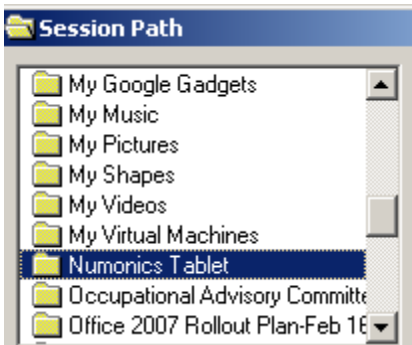 Session Path
My Google Gadgets
My Music
My Pictures
My Shapes
My Videos
My Virtual Machines
Numonics Tablet
Occupational Advisory Committe
Office 2007 Rollout Plan-Feb 16